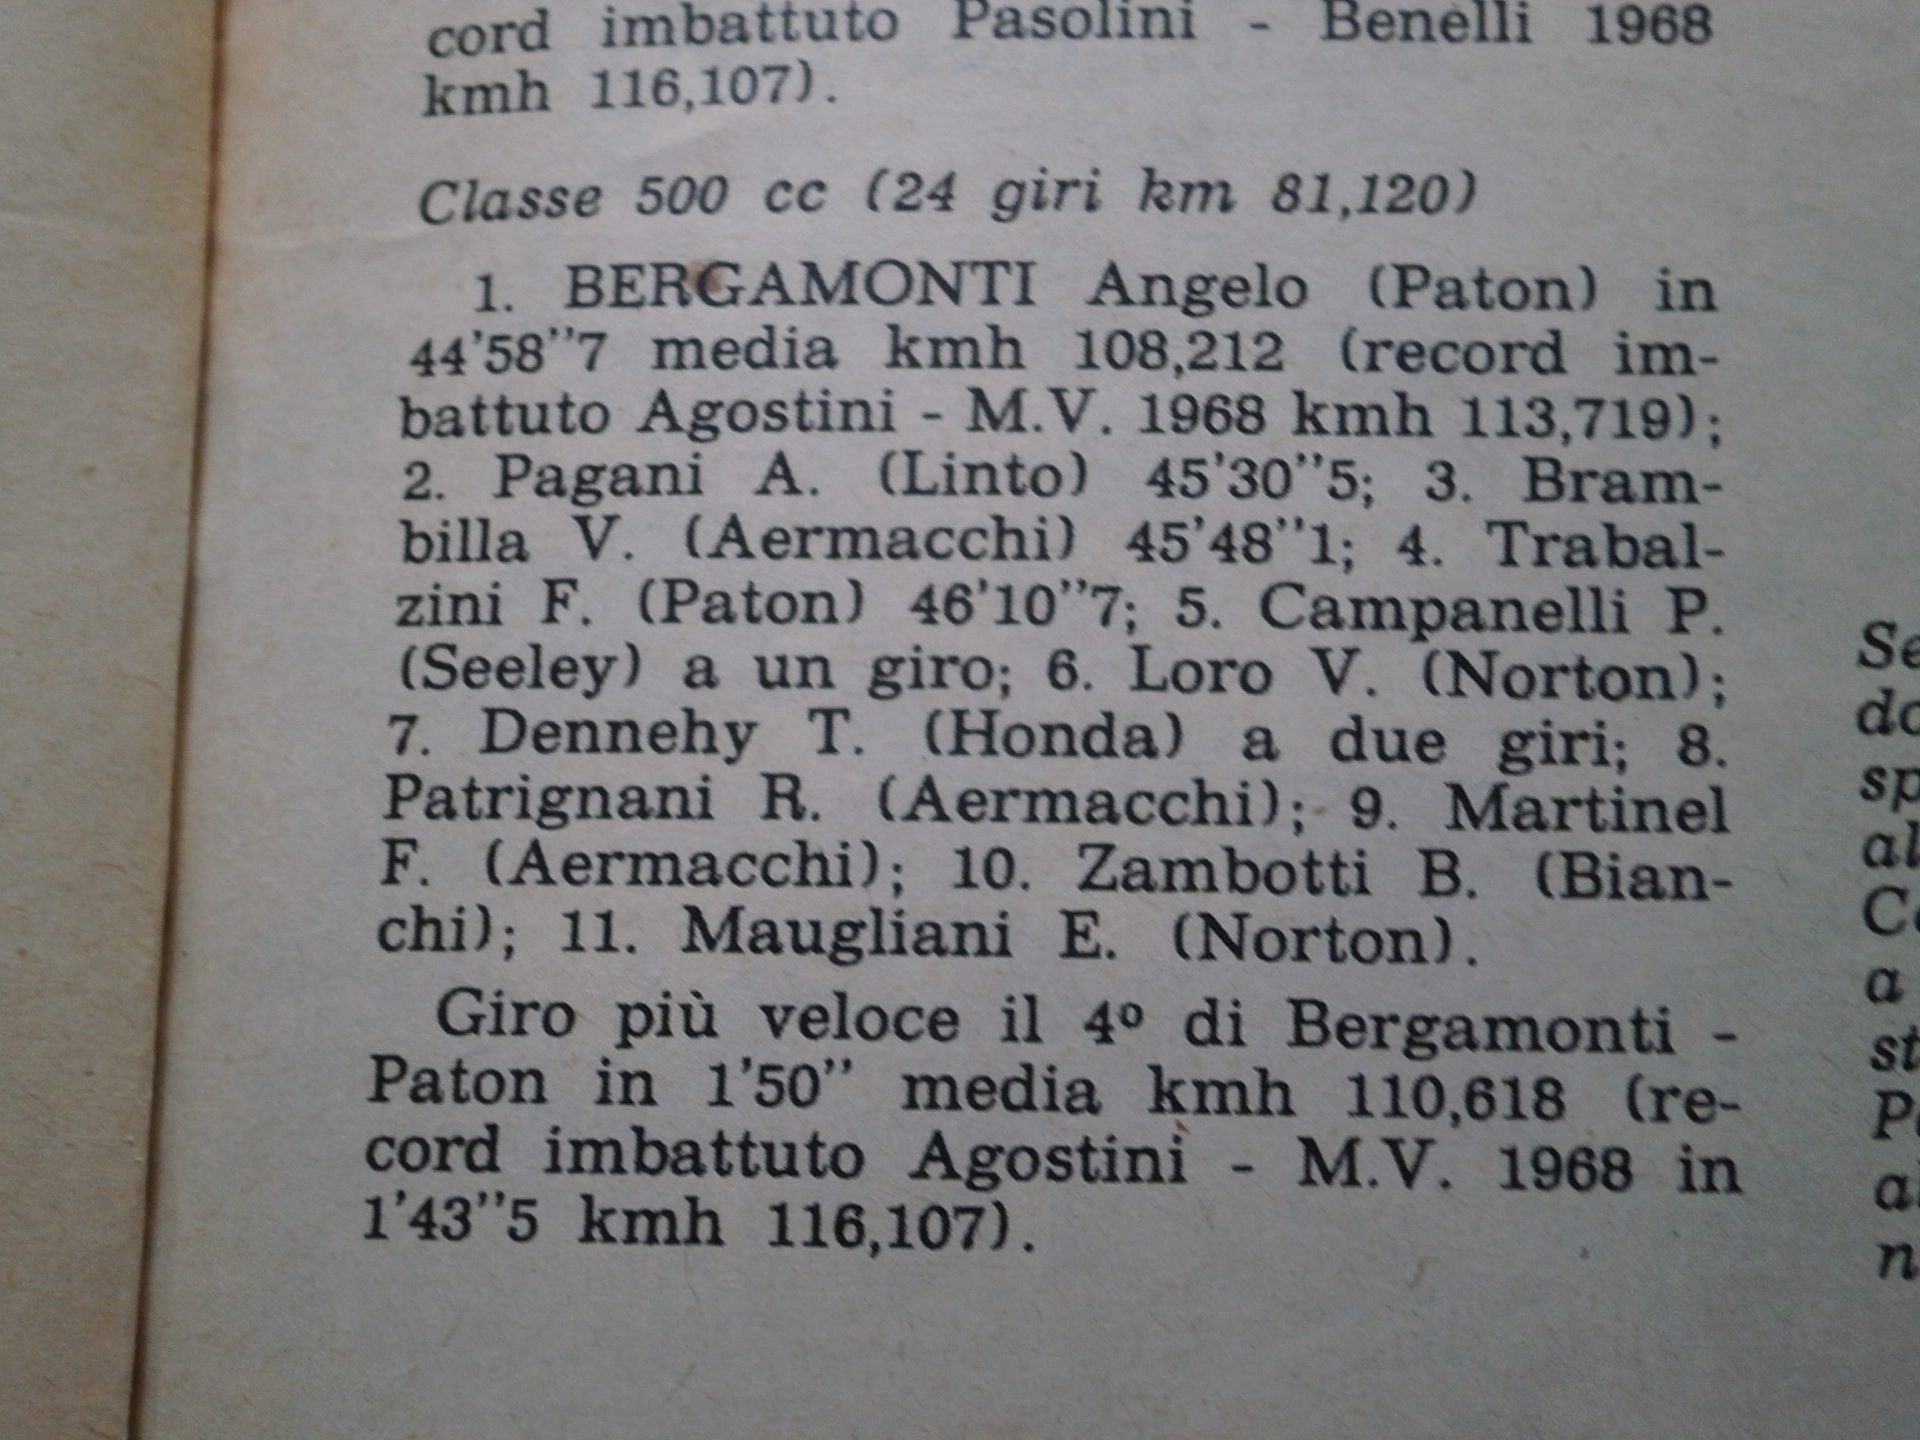 cord imbattuto Pasolini - Benelli 1968
kmh 116,107).
Classe 500 cc (24 giri km 81,120)
1. BERGAMONTI Angelo (Paton) in
44'58''7 media kmh 108,212 (record im-
battuto Agostini - M.V. 1968 kmh 113,719);
2. Pagani A. (Linto) 45'30''5; 3. Bram-
billa V. (Aermacchi) 45'48''1; 4. Trabal-
zini F. (Paton) 46'10''7; 5. Campanelli P.
(Seeley) a un giro; 6. Loro V. (Norton);
7. Dennehy T. (Honda) a due giri; 8.
Patrignani R. (Aermacchi); 9. Martinel
F. (Aermacchi); 10. Zambotti B. (Bian-
chi); 11. Maugliani E. (Norton).
Giro più veloce il 4º di Bergamonti -
Paton in 1'50'' media kmh 110,618 (re-
cord imbattuto Agostini - M.V. 1968 in
1'43''5 kmh 116,107).
a